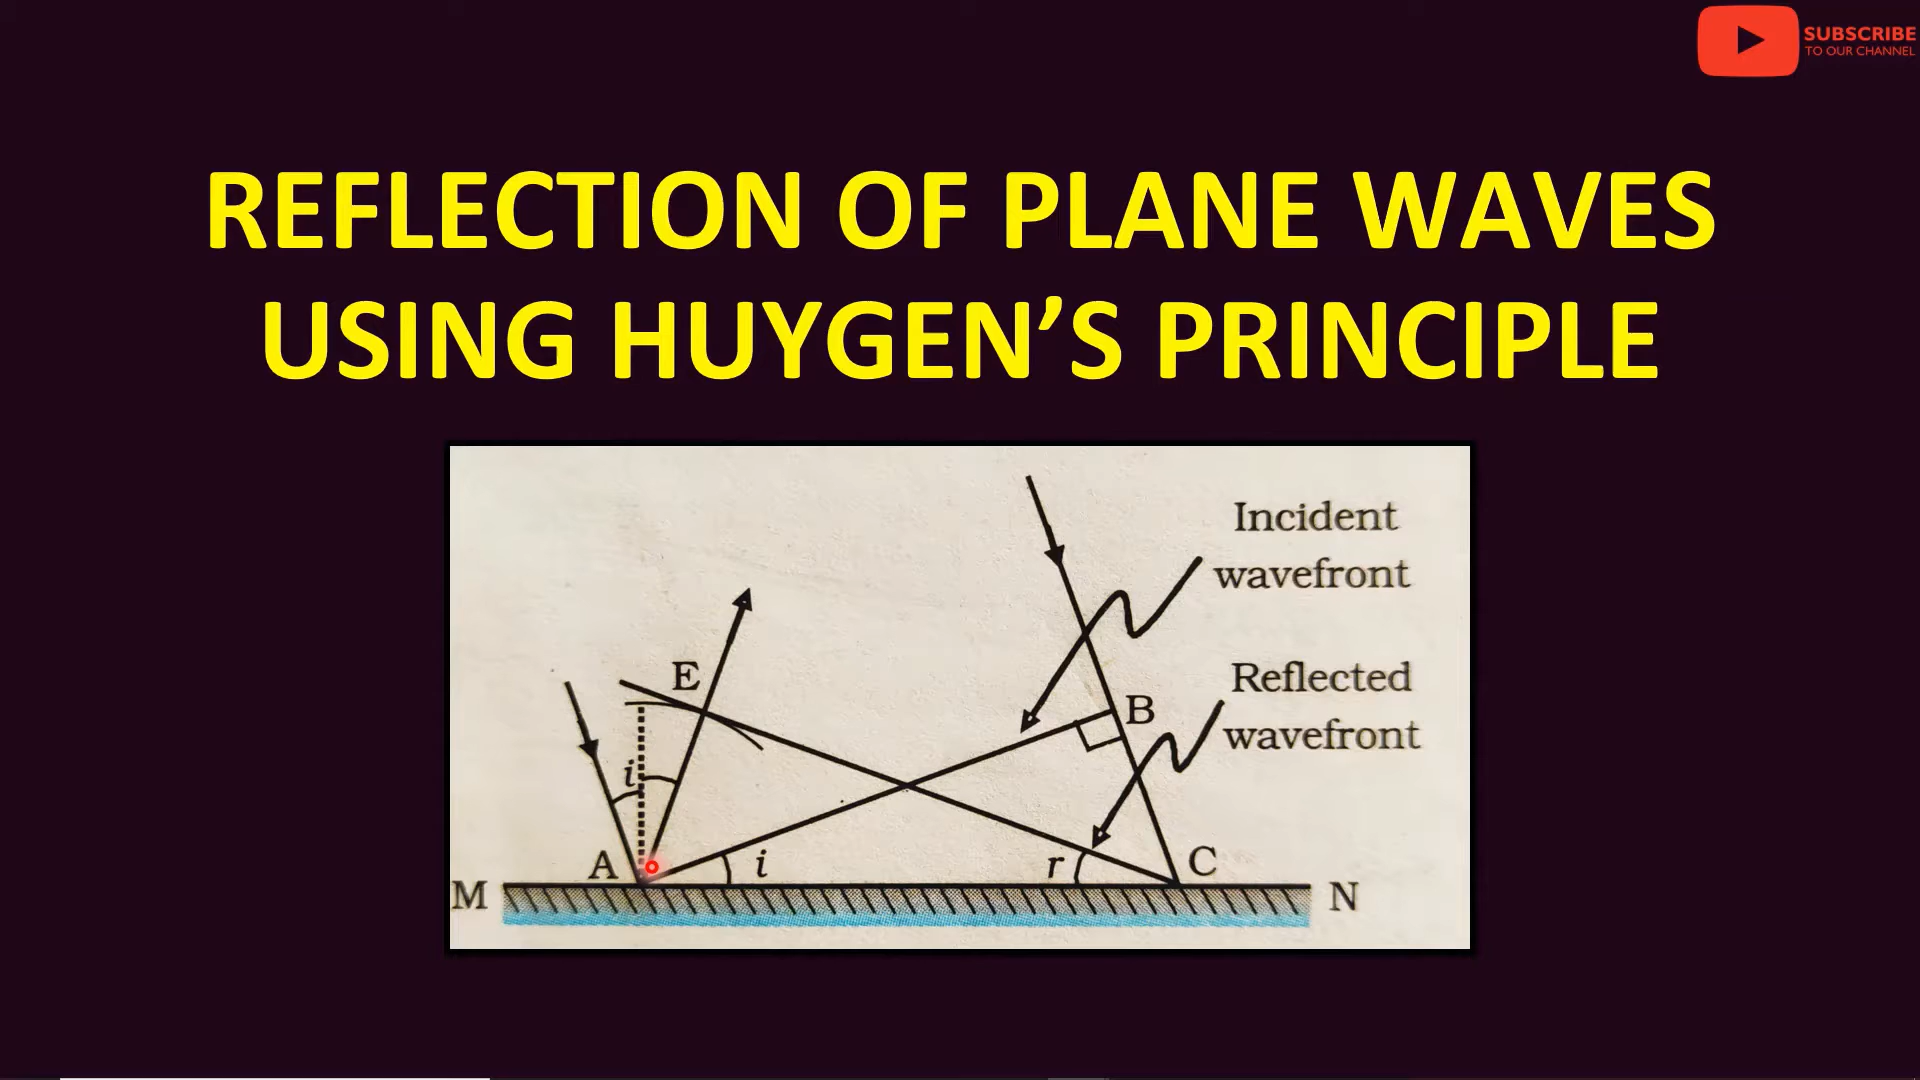 SUBSCRIBE
TO OUR CHANNEL
REFLECTION OF PLANE WAVES
USING HUYGEN’S PRINCIPLE
Incident
wavefront
E
Reflected
wavefront
B
i
A
i
r
C
M
N